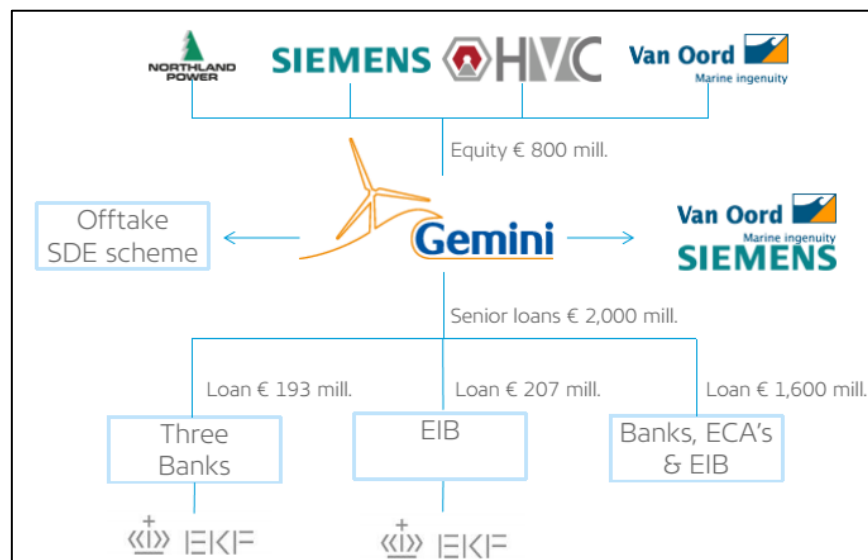 NORTHLAND
POWER
SIEMENS
HVC
Van Oord
Marine ingenuity
Equity € 800 mill.
Offtake
SDE scheme
Gemini
Van Oord
Marine ingenuity
SIEMENS
Senior loans € 2,000 mill.
Loan € 193 mill.
Loan € 207 mill.
Loan € 1,600 mill.
Three
Banks
EIB
Banks, ECA's
& EIB
EKF
EKF